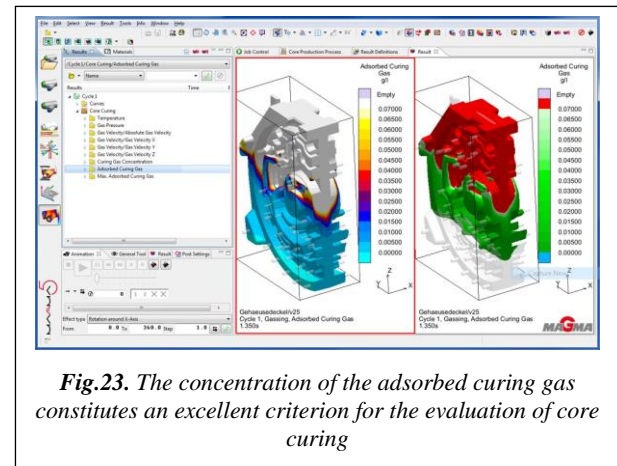 File Edit Select View Result Tools Info Window Help
Results
Materials
Job Control
Core Production Process
Result Definitions
Result
/Cycle 1/Core Curing/Adsorbed Curing Gas
Name
Results Time
Cycle 1
Curves
Core Curing
Temperature
Gas Pressure
Gas Velocity/Absolute Gas Velocity
Gas Velocity/Gas Velocity X
Gas Velocity/Gas Velocity Y
Gas Velocity/Gas Velocity Z
Curing Gas Concentration
Adsorbed Curing Gas
Max. Adsorbed Curing Gas
Animation
General Tool
Result
Post Settings
0 1
Effect type Rotation around X-Axis
From 0.0 To 360.0 Step 1.0
Adsorbed Curing
Gas
g/l
Empty
0.07000
0.06500
0.06000
0.05500
0.05000
0.04500
0.04000
0.03500
0.03000
0.02500
0.02000
0.01500
0.01000
0.00500
0.00000
Z
Y X
Gehaeusedeckel/v25
Cycle 1, Gassing, Adsorbed Curing Gas
1.350s
Adsorbed Curing
Gas
g/l
Empty
0.07000
0.06500
0.06000
0.05500
0.05000
0.04500
0.04000
0.03500
0.03000
0.02500
0.02000
0.01500
0.01000
0.00500
0.00000
Z
Y X
Gehaeusedeckel/v25
Cycle 1, Gassing, Adsorbed Curing Gas
1.350s
MAGMA
Fig.23. The concentration of the adsorbed curing gas
constitutes an excellent criterion for the evaluation of core
curing